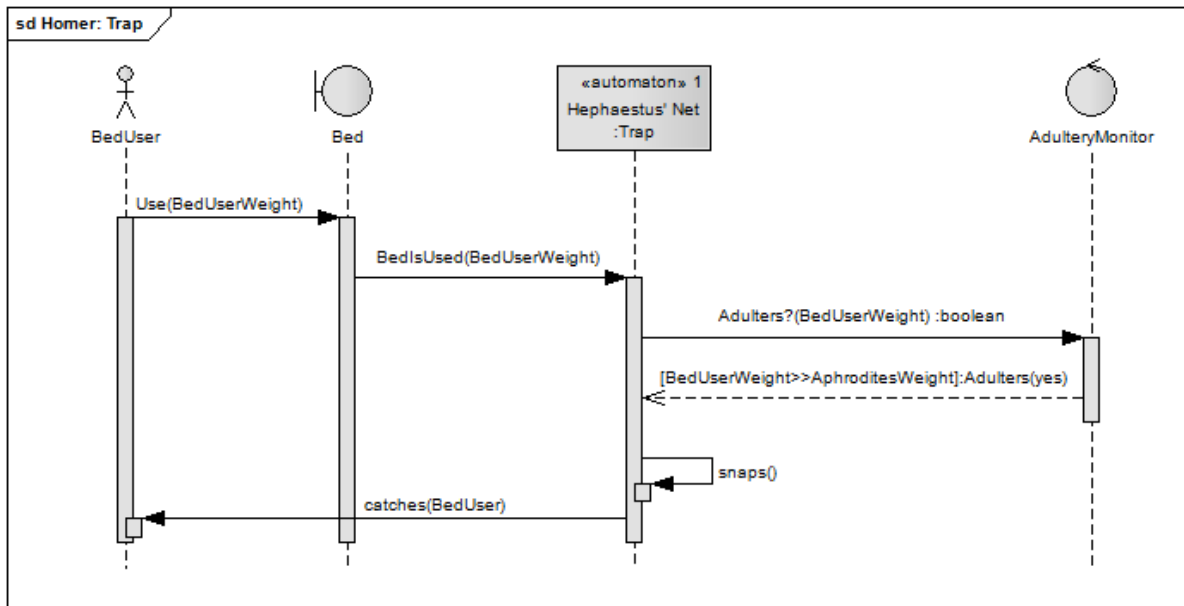 sd Homer: Trap
«automaton» 1
Hephaestus' Net
:Trap
BedUser
Bed
AdulteryMonitor
Use(BedUserWeight)
BedIsUsed(BedUserWeight)
Adulters?(BedUserWeight) :boolean
[BedUserWeight>>AphroditesWeight]:Adulters(yes)
snaps()
catches(BedUser)